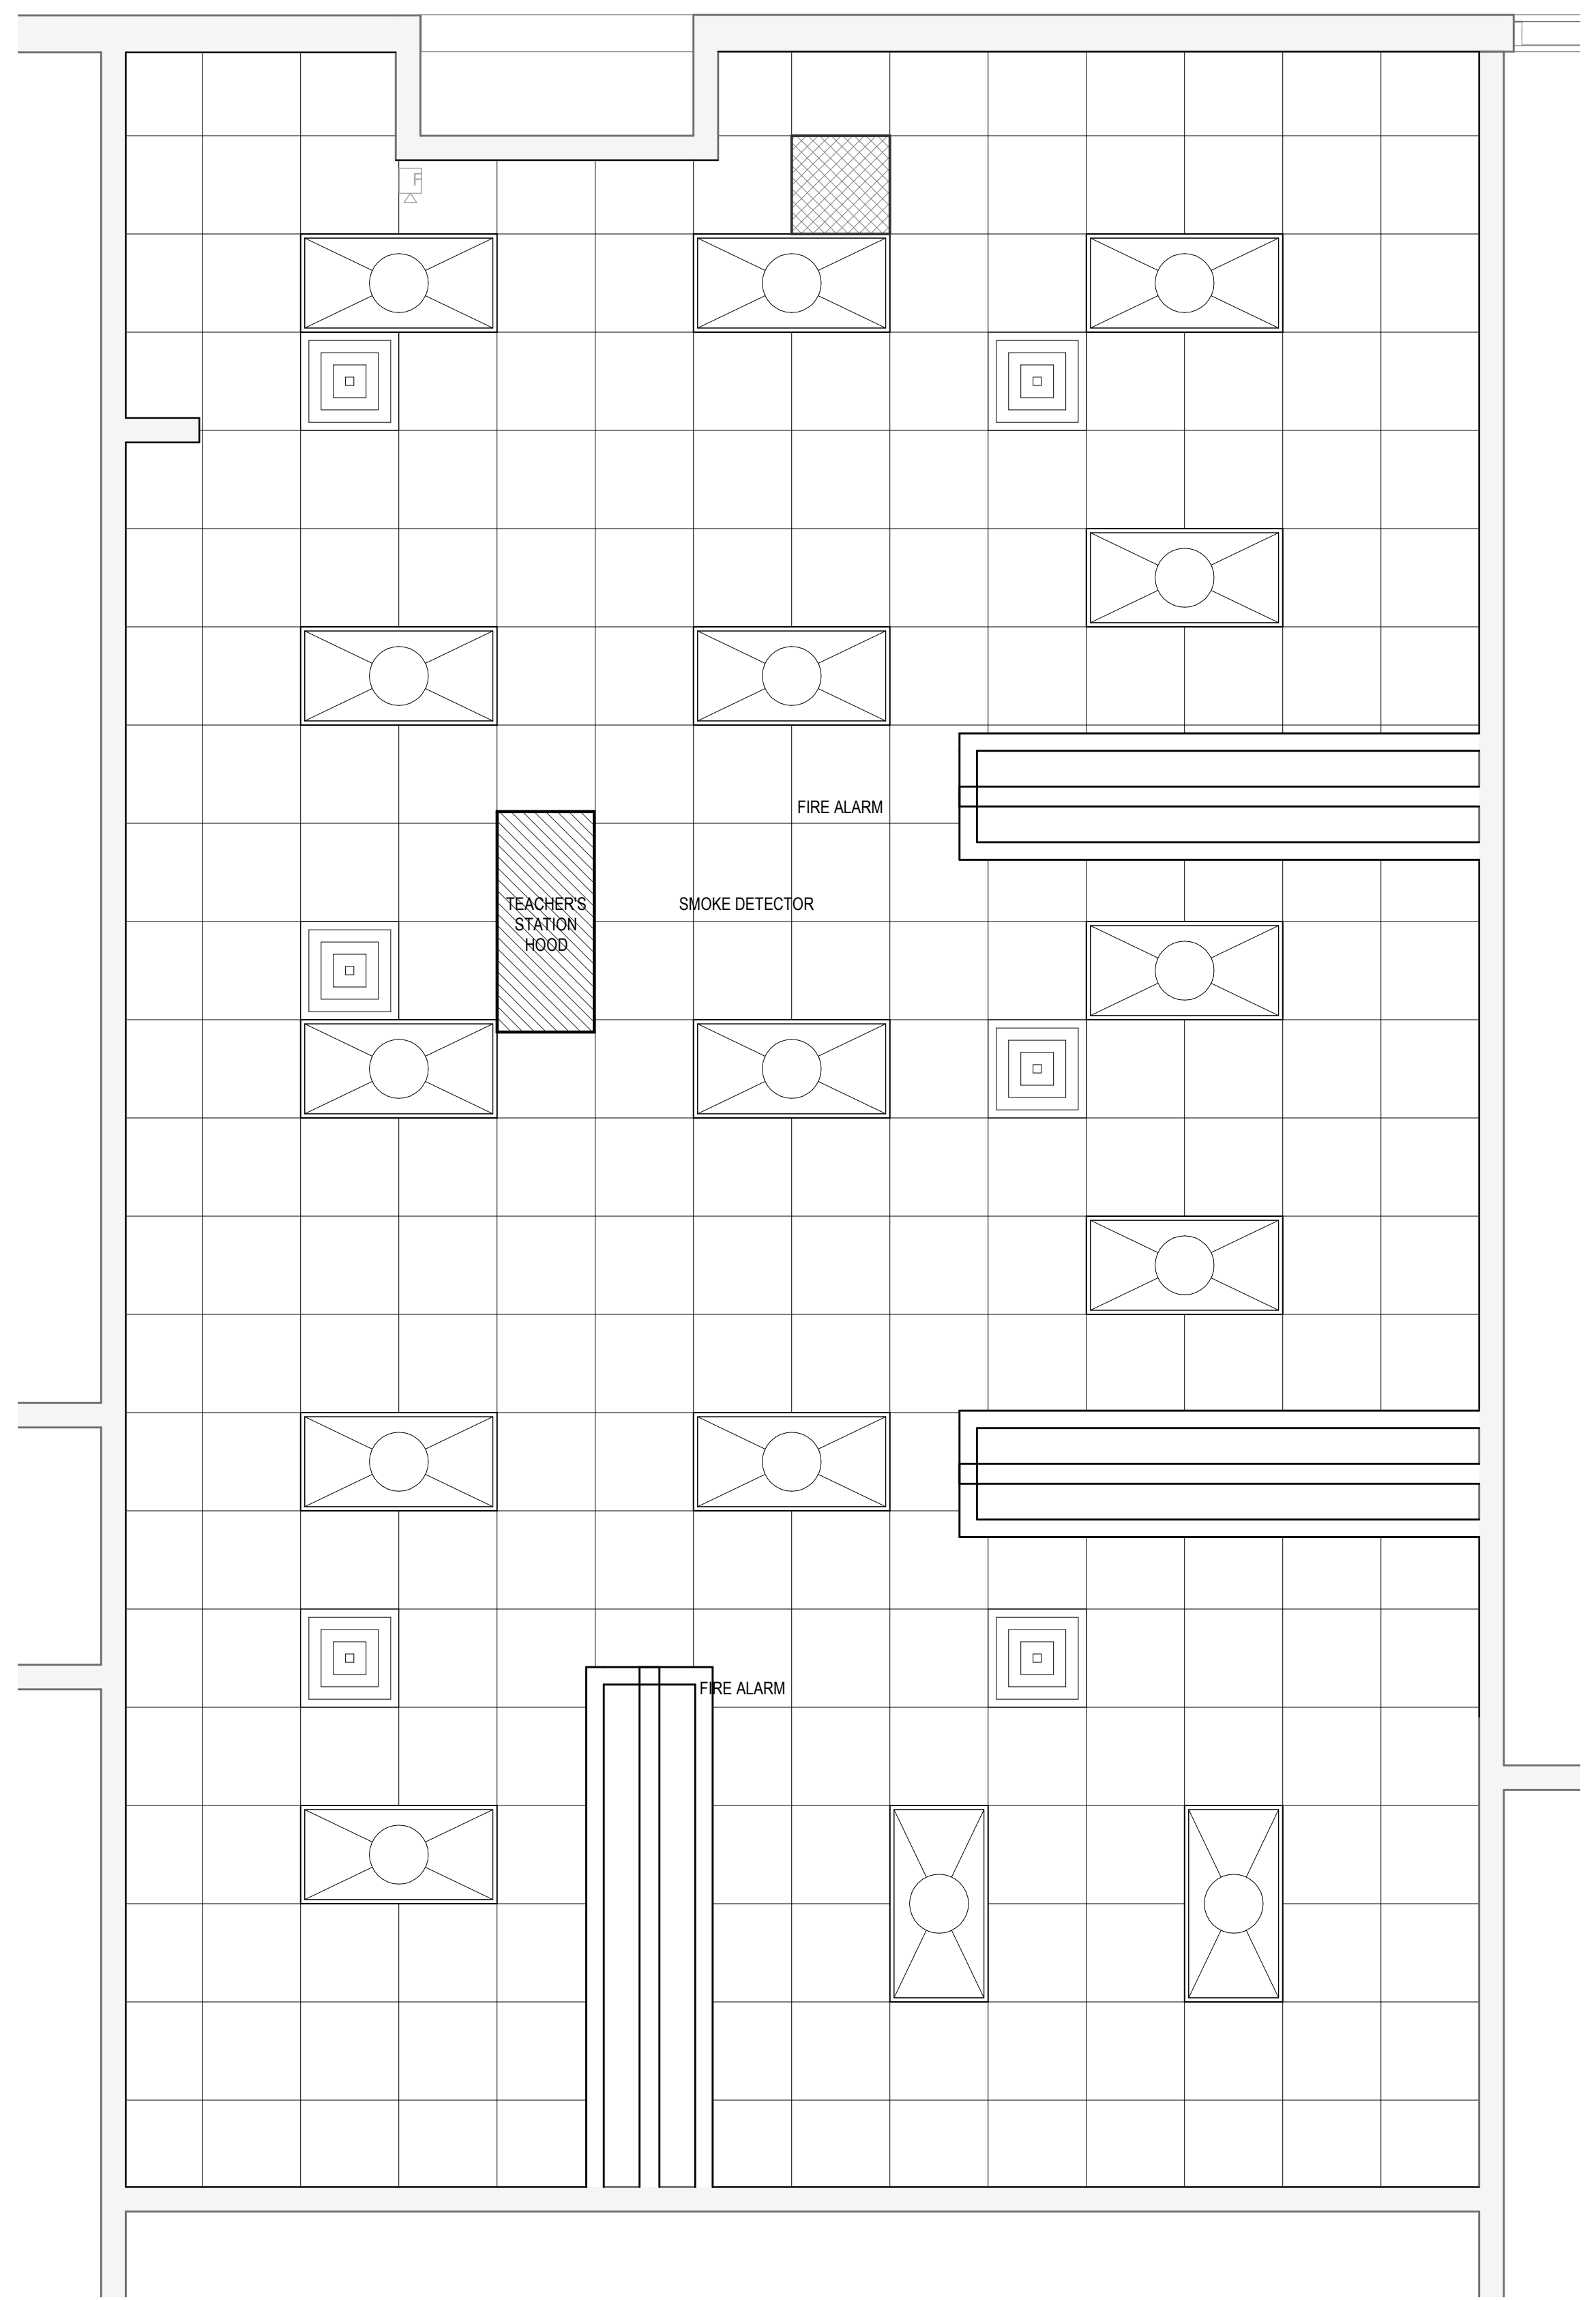 F
FIRE ALARM
TEACHER'S
STATION
HOOD
SMOKE DETECTOR
FIRE ALARM